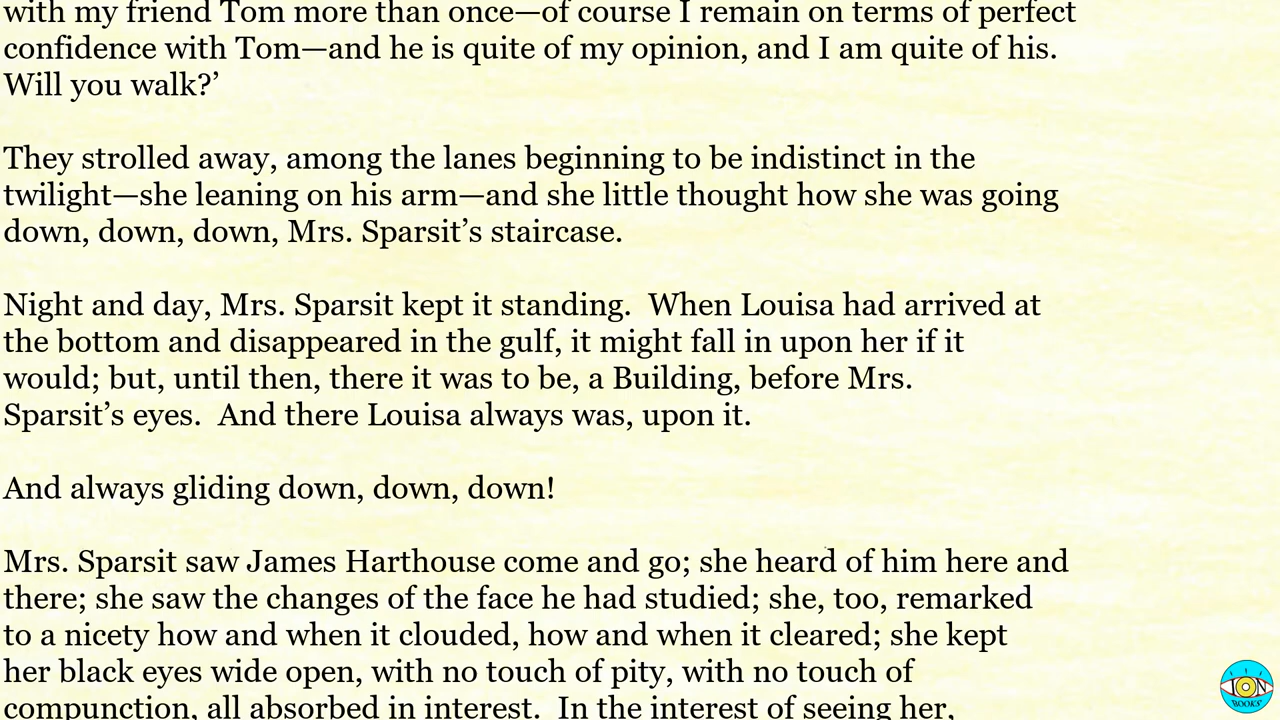 with my friend Tom more than once—of course I remain on terms of perfect
confidence with Tom—and he is quite of my opinion, and I am quite of his.
Will you walk?’
They strolled away, among the lanes beginning to be indistinct in the
twilight—she leaning on his arm—and she little thought how she was going
down, down, down, Mrs. Sparsit’s staircase.
Night and day, Mrs. Sparsit kept it standing.  When Louisa had arrived at
the bottom and disappeared in the gulf, it might fall in upon her if it
would; but, until then, there it was to be, a Building, before Mrs.
Sparsit’s eyes.  And there Louisa always was, upon it.
And always gliding down, down, down!
Mrs. Sparsit saw James Harthouse come and go; she heard of him here and
there; she saw the changes of the face he had studied; she, too, remarked
to a nicety how and when it clouded, how and when it cleared; she kept
her black eyes wide open, with no touch of pity, with no touch of
compunction, all absorbed in interest.  In the interest of seeing her,
ION
BOOKS